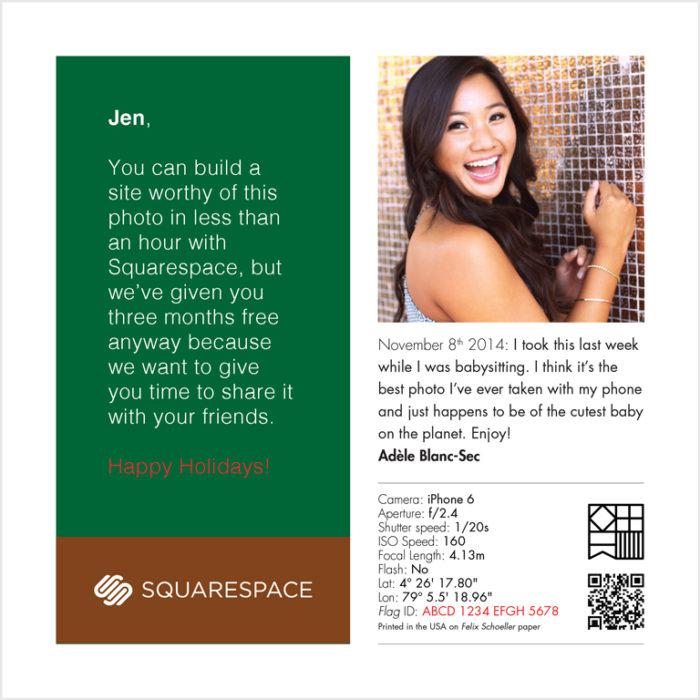 Jen,
You can build a
site worthy of this
photo in less than
an hour with
Squarespace, but
we've given you
three months free
anyway because
we want to give
you time to share it
with your friends.
Happy Holidays!
SQUARESPACE
November 8th 2014: I took this last week
while I was babysitting. I think it's the
best photo I've ever taken with my phone
and just happens to be of the cutest baby
on the planet. Enjoy!
Adèle Blanc-Sec
Camera: iPhone 6
Aperture: f/2.4
Shutter speed: 1/20s
ISO Speed: 160
Focal Length: 4.13m
Flash: No
Lat: 4° 26' 17.80"
Lon: 79° 5.5' 18.96"
Flag ID: ABCD 1234 EFGH 5678
Printed in the USA on Felix Schoeller paper